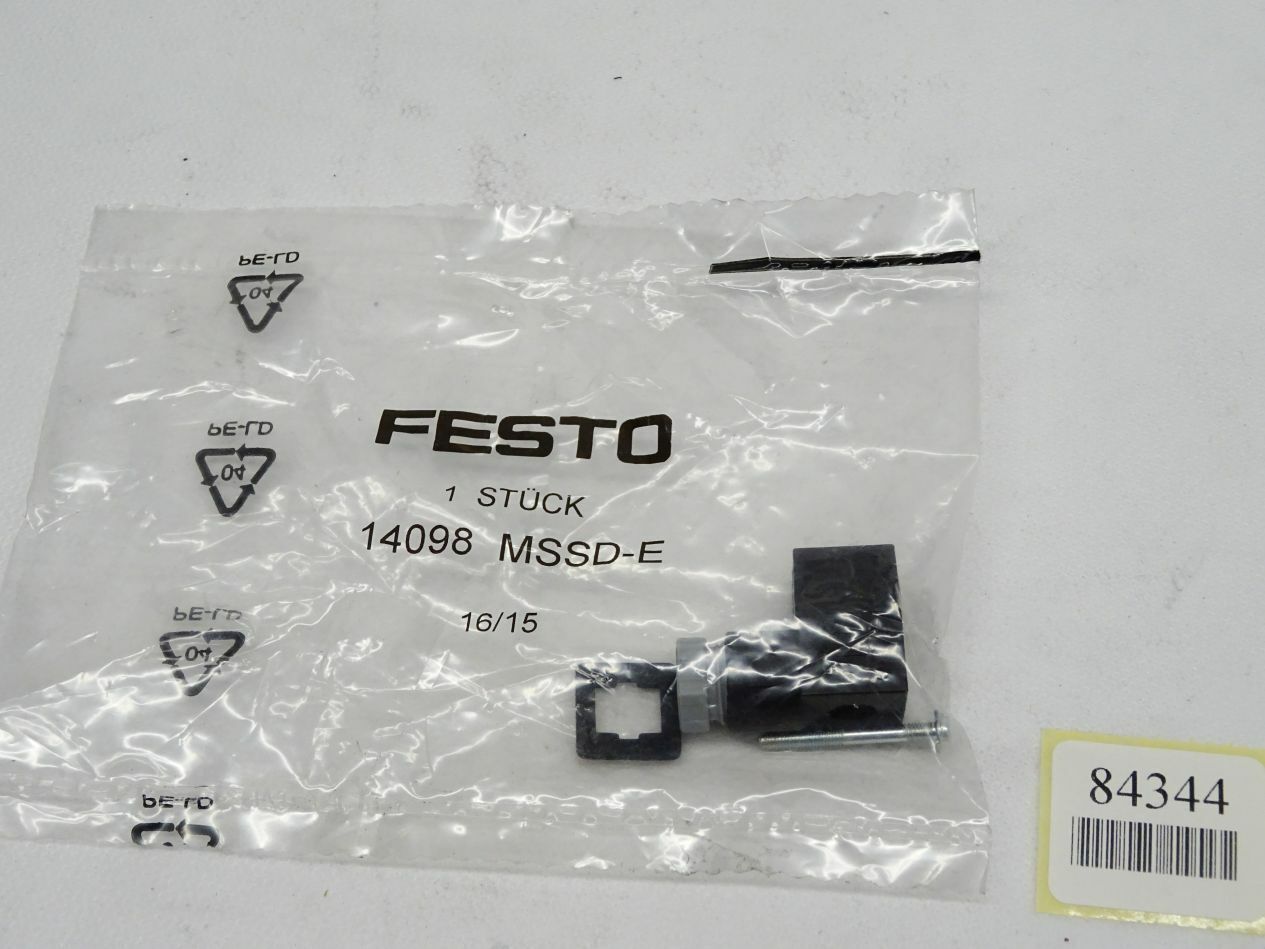 PE-LD
04
PE-LD
04
FESTO
1 STÜCK
14098 MSSD-E
16/15
PE-LD
04
PE-LD
84344